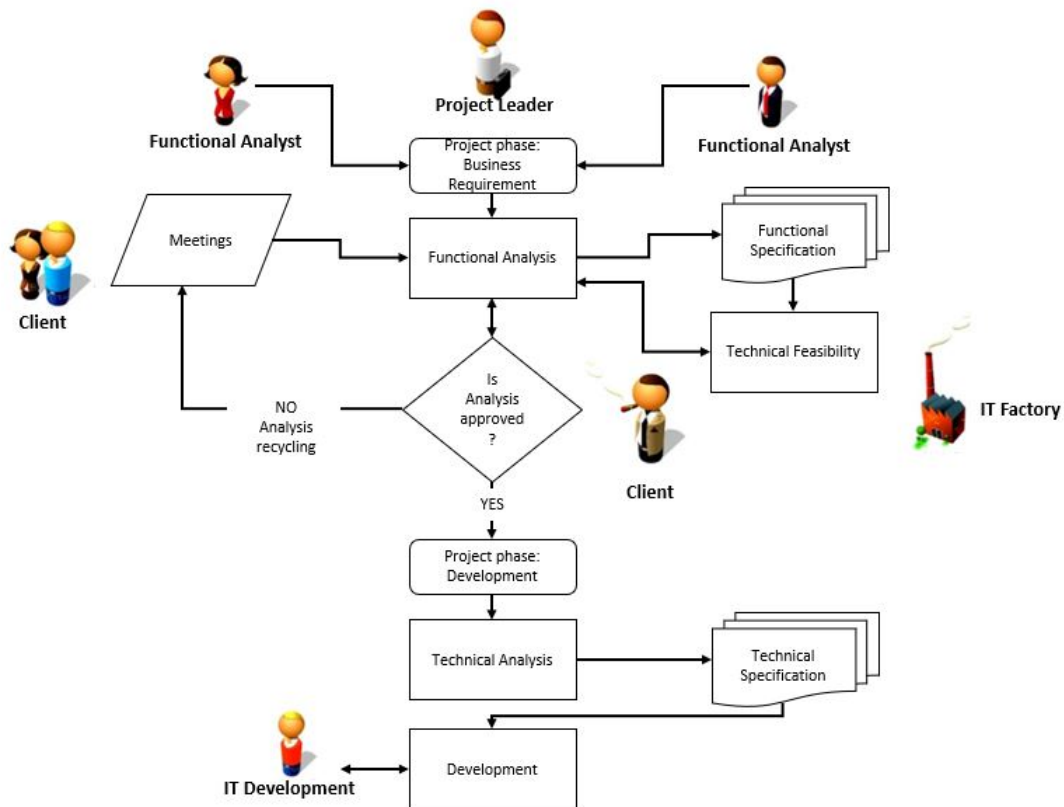 Project Leader
Functional Analyst
Functional Analyst
Project phase:
Business
Requirement
Meetings
Functional Analysis
Functional
Specification
Client
Technical Feasibility
Is
Analysis
approved
?
NO
Analysis
recycling
IT Factory
Client
YES
Project phase:
Development
Technical Analysis
Technical
Specification
Development
IT Development